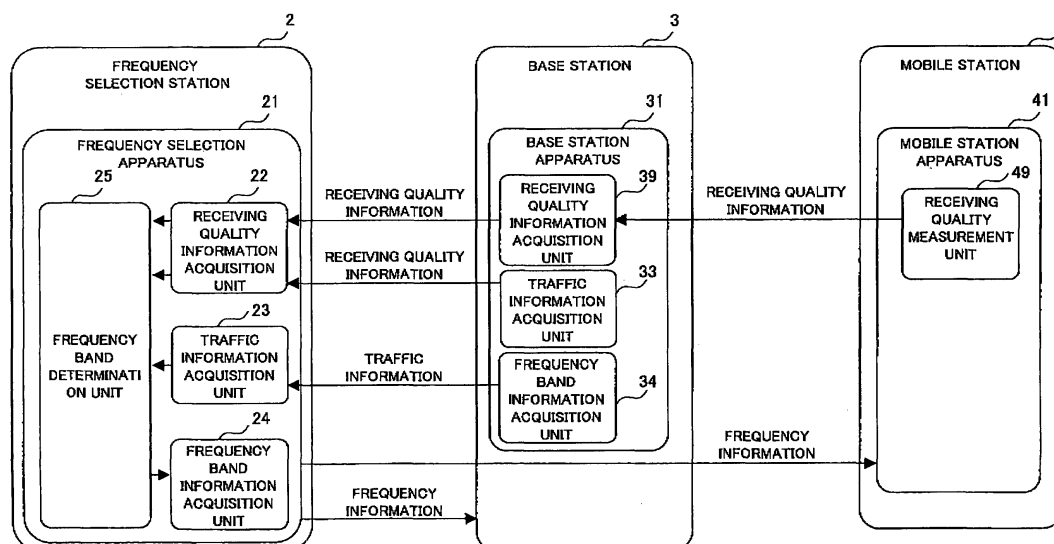 2
FREQUENCY
SELECTION STATION
21
FREQUENCY SELECTION
APPARATUS
25
FREQUENCY
BAND
DETERMINATI
ON UNIT
22
RECEIVING
QUALITY
INFORMATION
ACQUISITION
UNIT
23
TRAFFIC
INFORMATION
ACQUISITION
UNIT
24
FREQUENCY
BAND
INFORMATION
ACQUISITION
UNIT
RECEIVING QUALITY
INFORMATION
RECEIVING QUALITY
INFORMATION
TRAFFIC
INFORMATION
FREQUENCY
INFORMATION
3
BASE STATION
31
BASE STATION
APPARATUS
39
RECEIVING
QUALITY
INFORMATION
ACQUISITION
UNIT
33
TRAFFIC
INFORMATION
ACQUISITION
UNIT
34
FREQUENCY
BAND
INFORMATION
ACQUISITION
UNIT
RECEIVING QUALITY
INFORMATION
FREQUENCY
INFORMATION
MOBILE STATION
41
MOBILE STATION
APPARATUS
49
RECEIVING
QUALITY
MEASUREMENT
UNIT